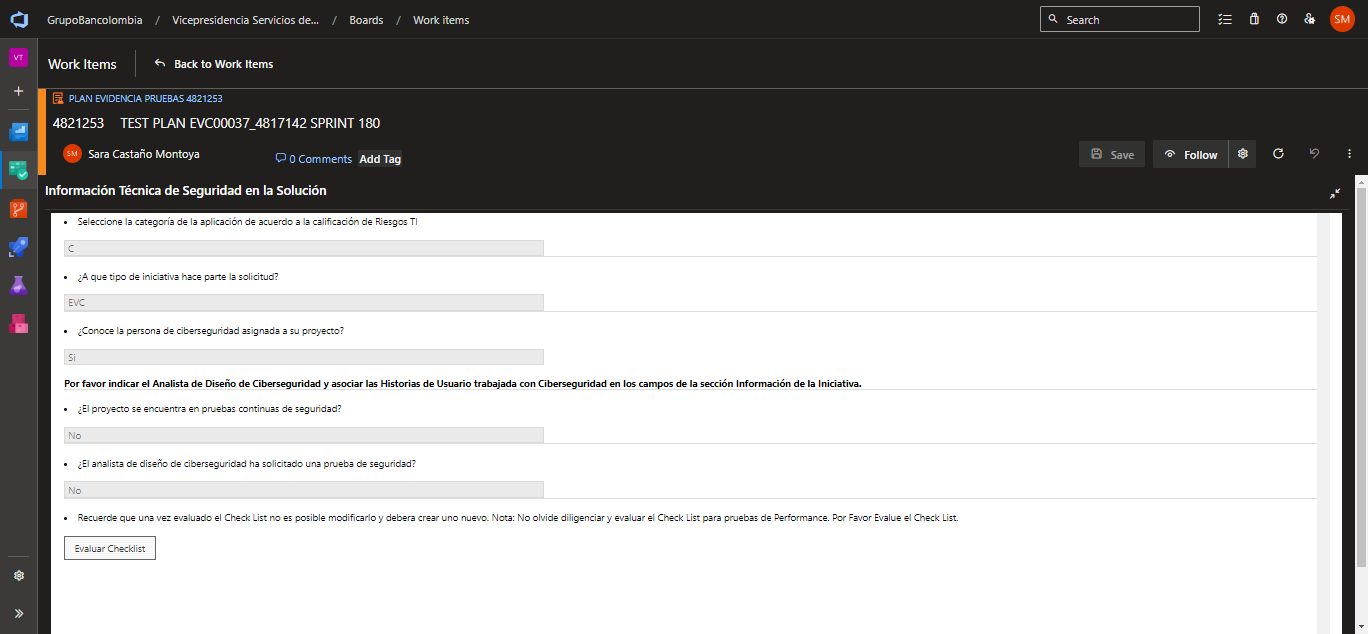 GrupoBancolombia / Vicepresidencia Servicios de... / Boards / Work items
Search
SM
VT
Work Items
Back to Work Items
PLAN EVIDENCIA PRUEBAS 4821253
4821253 TEST PLAN EVC00037_4817142 SPRINT 180
SM Sara Castaño Montoya
0 Comments
Add Tag
Save
Follow
Información Técnica de Seguridad en la Solución
• Seleccione la categoría de la aplicación de acuerdo a la calificación de Riesgos TI
C
• ¿A que tipo de iniciativa hace parte la solicitud?
EVC
• ¿Conoce la persona de ciberseguridad asignada a su proyecto?
Si
Por favor indicar el Analista de Diseño de Ciberseguridad y asociar las Historias de Usuario trabajada con Ciberseguridad en los campos de la sección Información de la Iniciativa.
• ¿El proyecto se encuentra en pruebas continuas de seguridad?
No
• ¿El analista de diseño de ciberseguridad ha solicitado una prueba de seguridad?
No
• Recuerde que una vez evaluado el Check List no es posible modificarlo y debera crear uno nuevo. Nota: No olvide diligenciar y evaluar el Check List para pruebas de Performance. Por Favor Evalue el Check List.
Evaluar Checklist